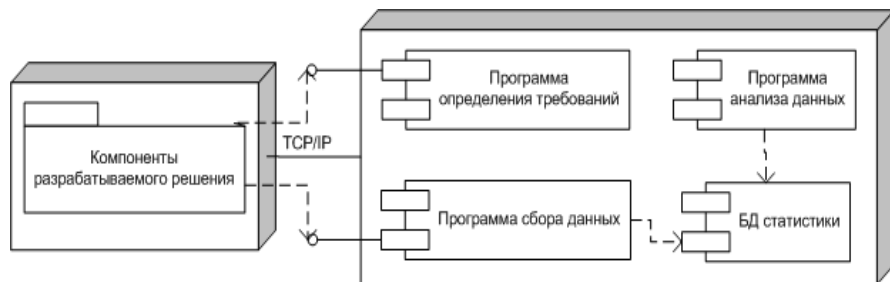 Компоненты
разрабатываемого решения
TCP/IP
Программа
определения требований
Программа
анализа данных
Программа сбора данных
БД статистики